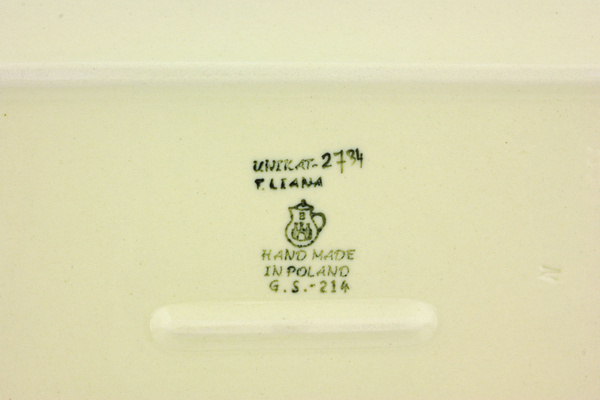 UNIKAT-2734
T. LIANA
HAND MADE
IN POLAND
G.S.-214